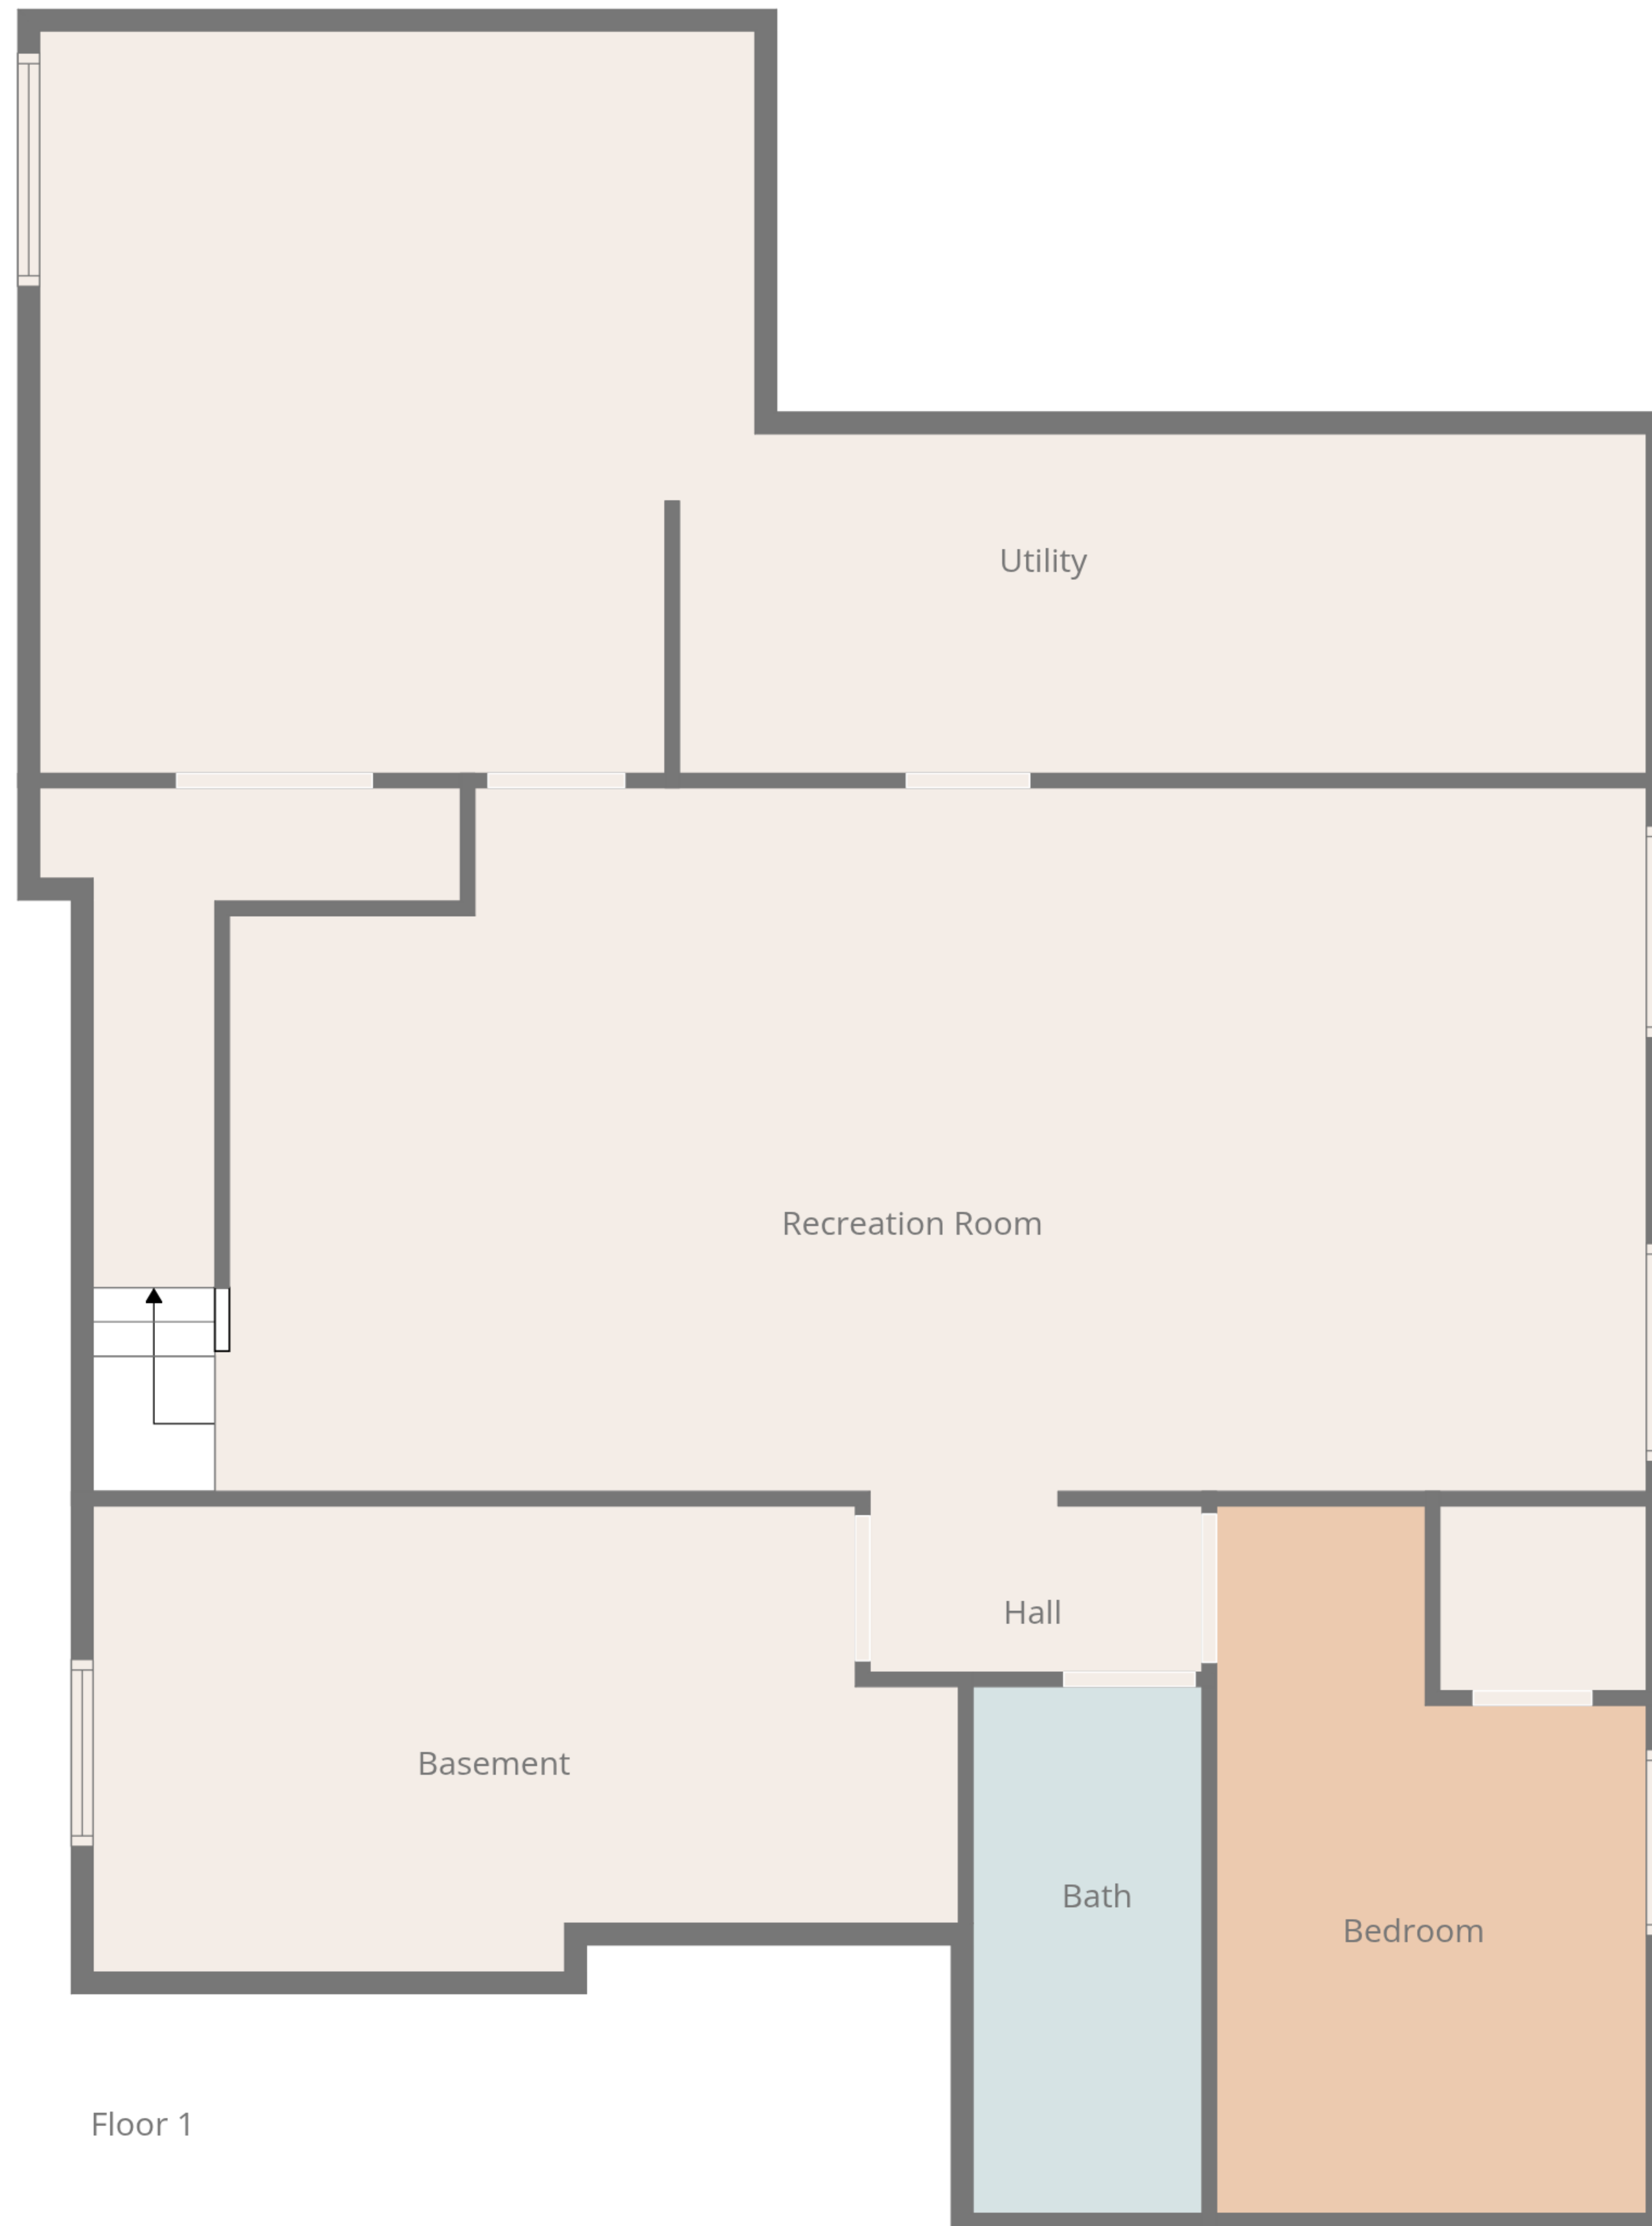 Utility
Recreation Room
Hall
Basement
Bath
Bedroom
Floor 1